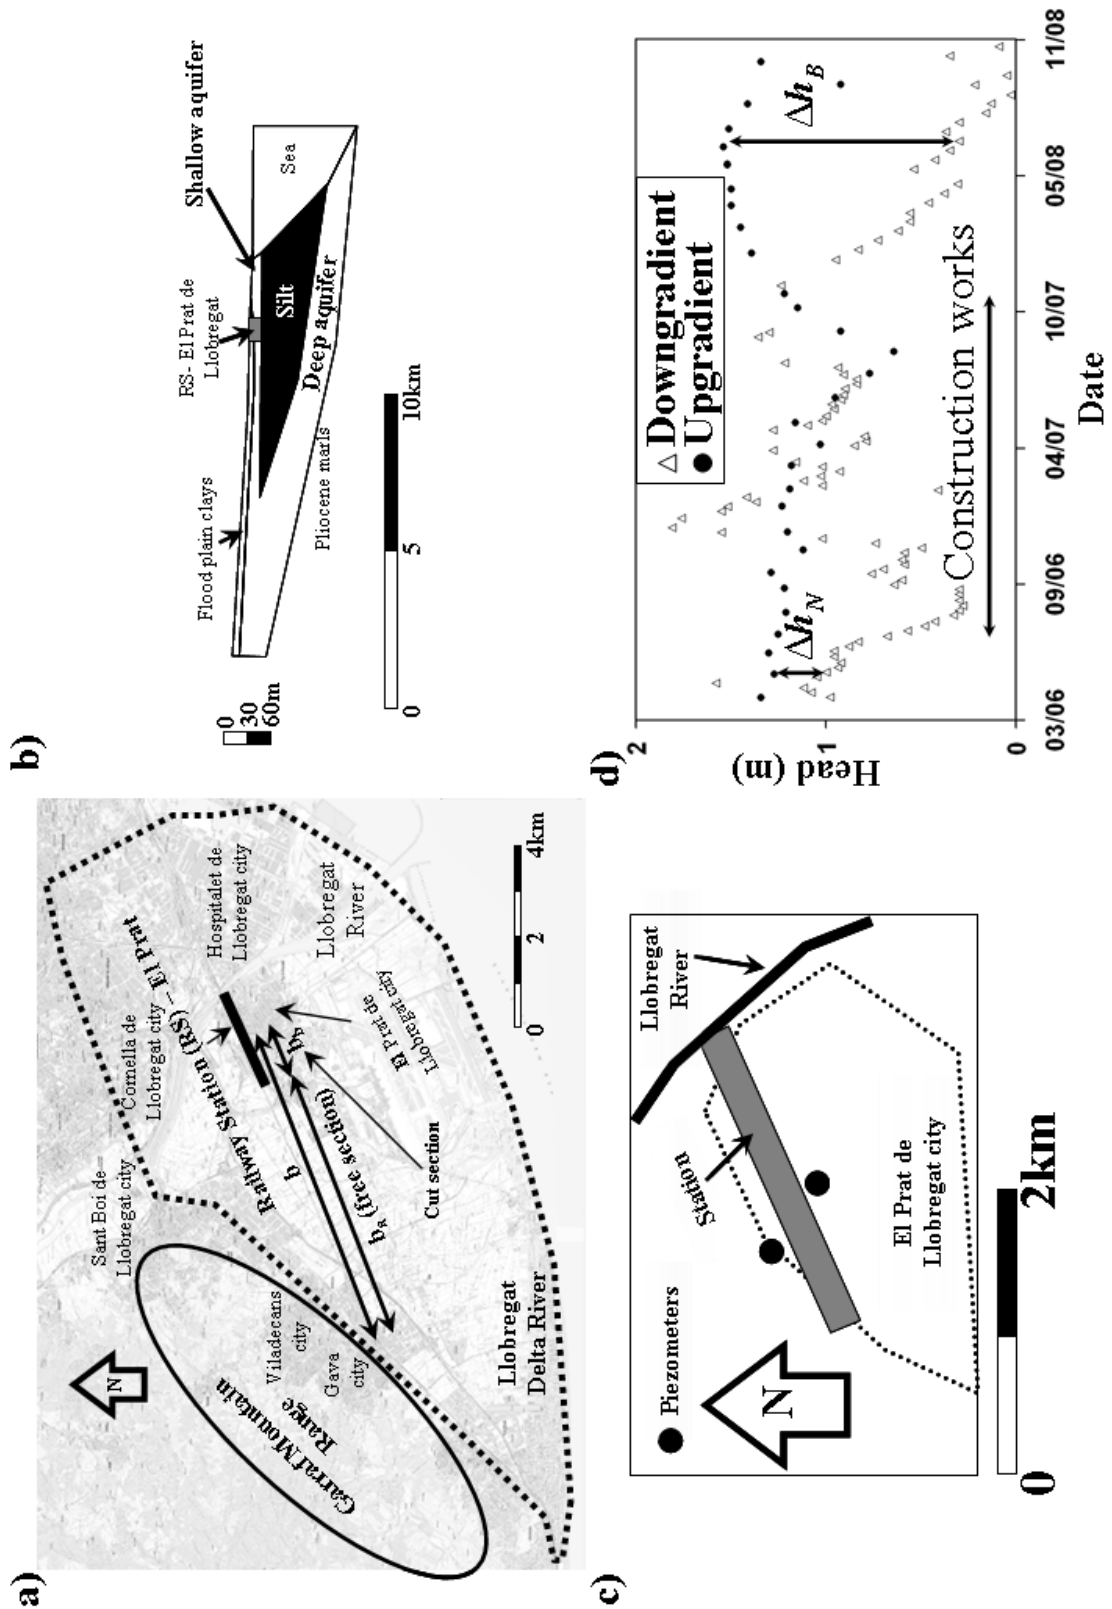 a)
N
Sant Boi de
Llobregat city
Cornella de
Llobregat city
Railway Station (RS) – El Prat
Hospitalet de
Llobregat city
Llobregat
River
El Prat de
Llobregat city
Garraf Mountain
Range
Viladecans
city
Gava
city
b
b
b
(free section)
Cut section
Llobregat
Delta River
0
2
4km
b)
0
30
60m
Flood plain clays
RS- El Prat de
Llobregat
Shallow aquifer
Sea
Silt
Deep aquifer
Pliocene marls
0
5
10km
c)
Piezometers
N
Station
Llobregat
River
El Prat de
Llobregat city
0
2km
d)
Downgradient
Upgradient
Head (m)
2
1
0
Δh N
Δh B
Construction works
03/06
09/06
04/07
10/07
05/08
11/08
Date